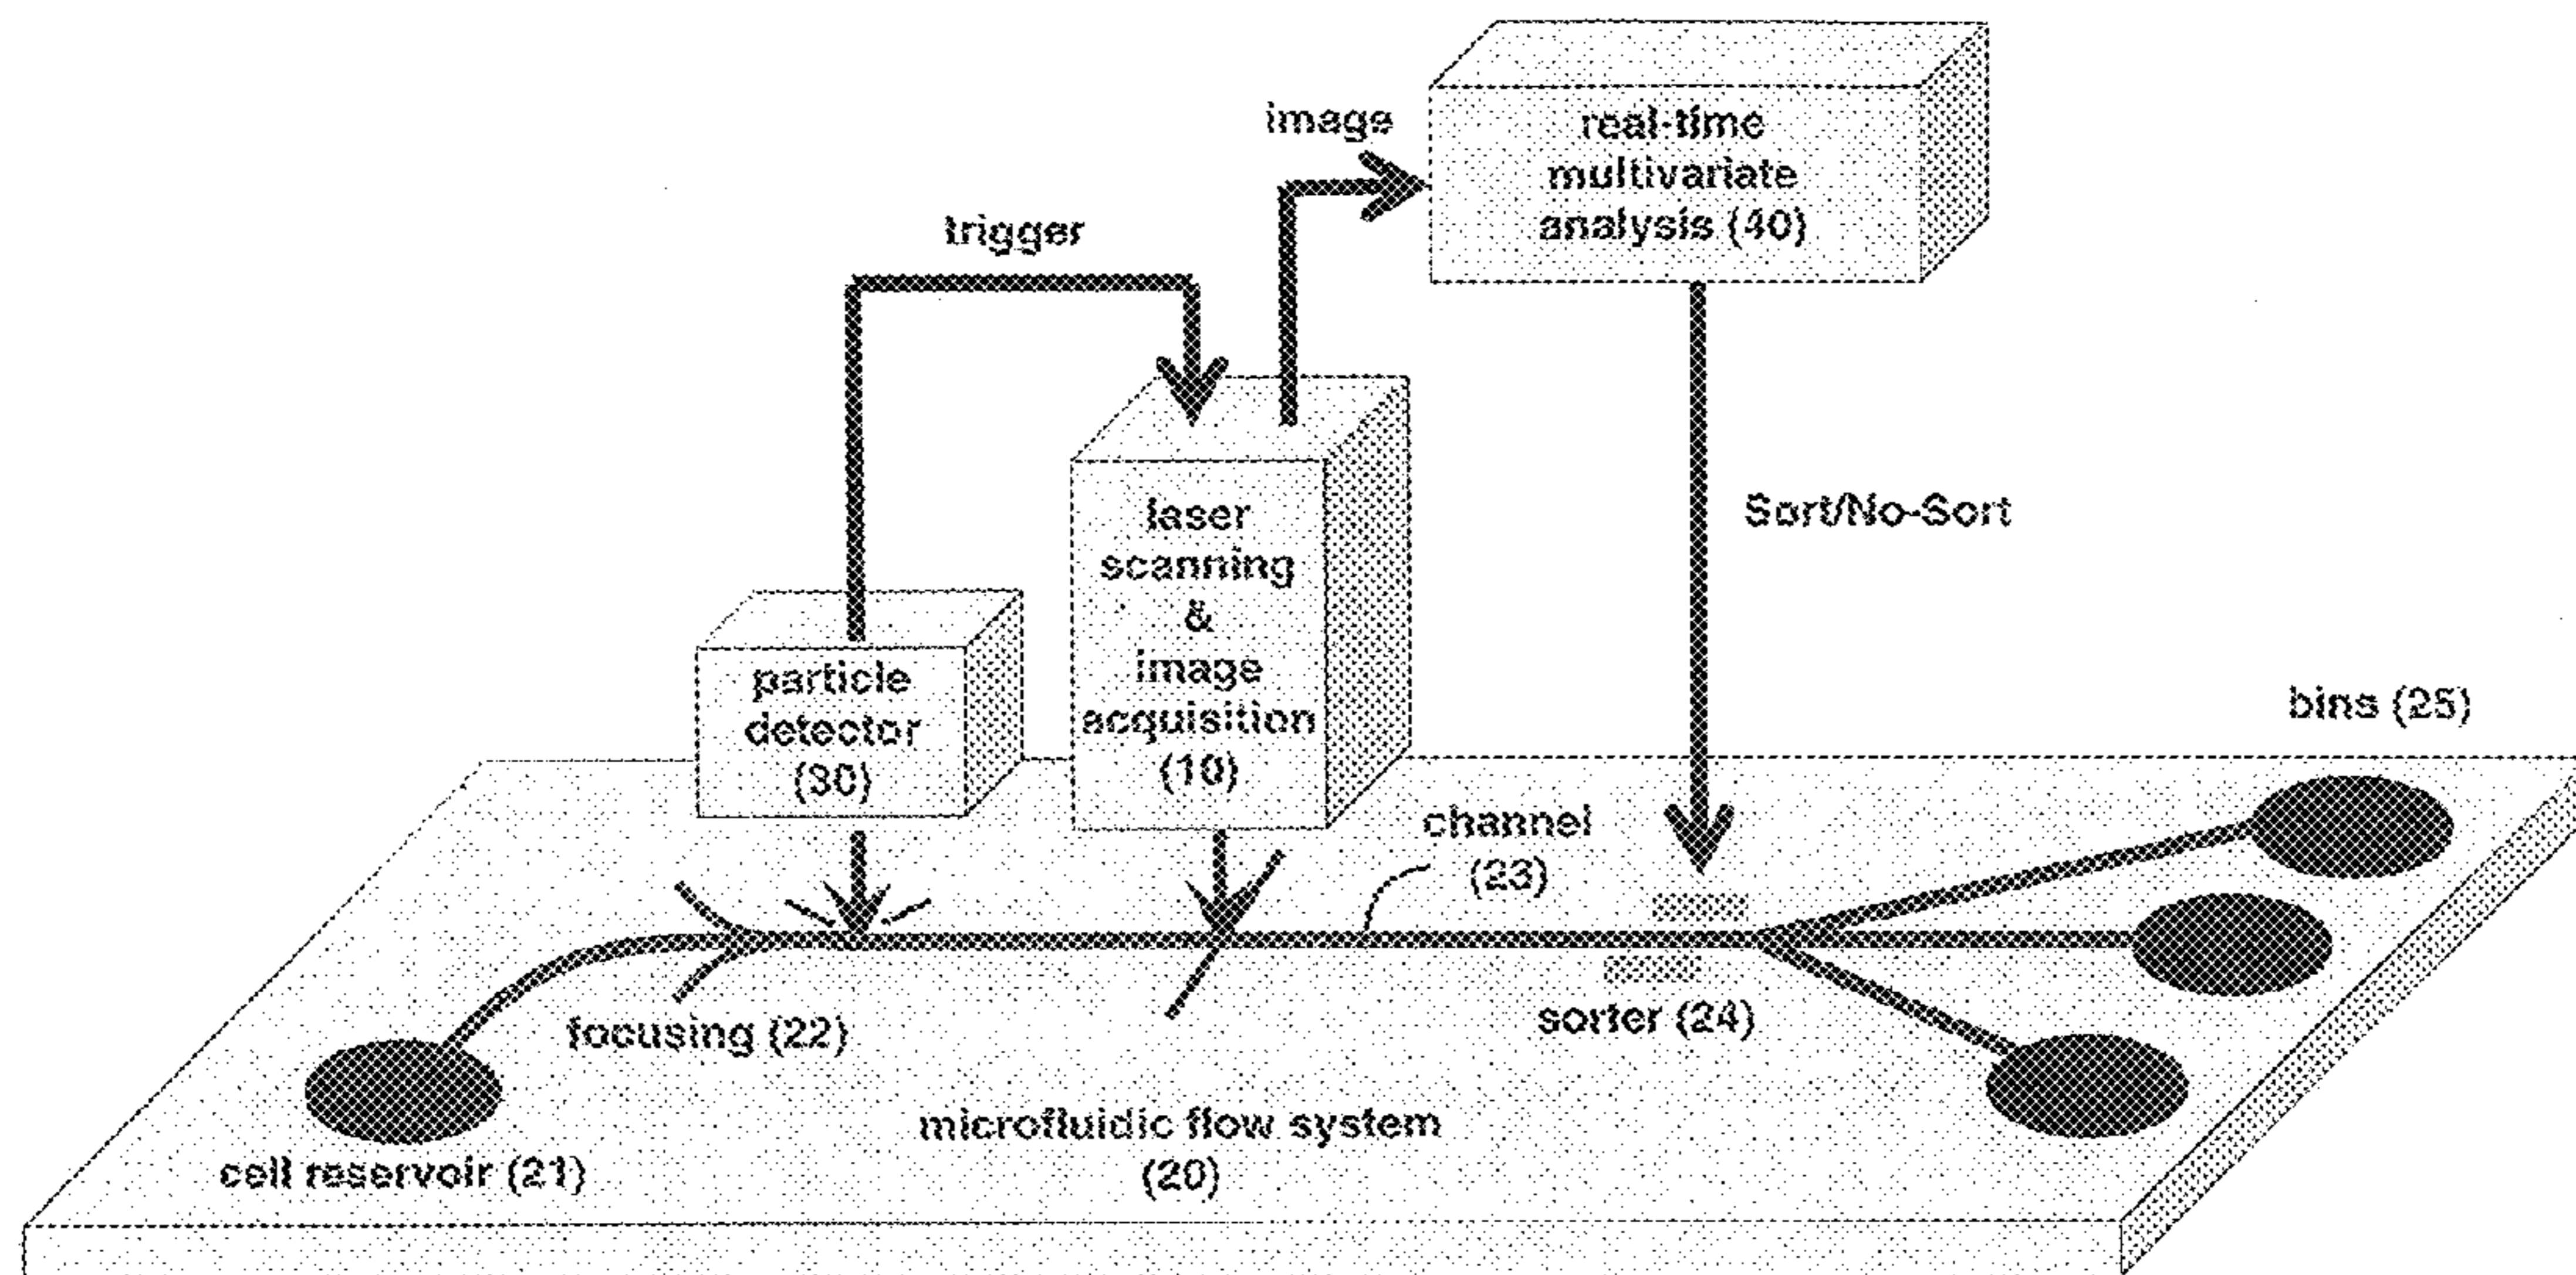 image
real-time
multivariate
analysis (40)
trigger
laser
scanning
&
image
acquisition
(10)
Sort/No-Sort
particle
detector
(30)
bins (25)
channel
(23)
focusing (22)
sorter (24)
microfluidic flow system
(20)
cell reservoir (21)